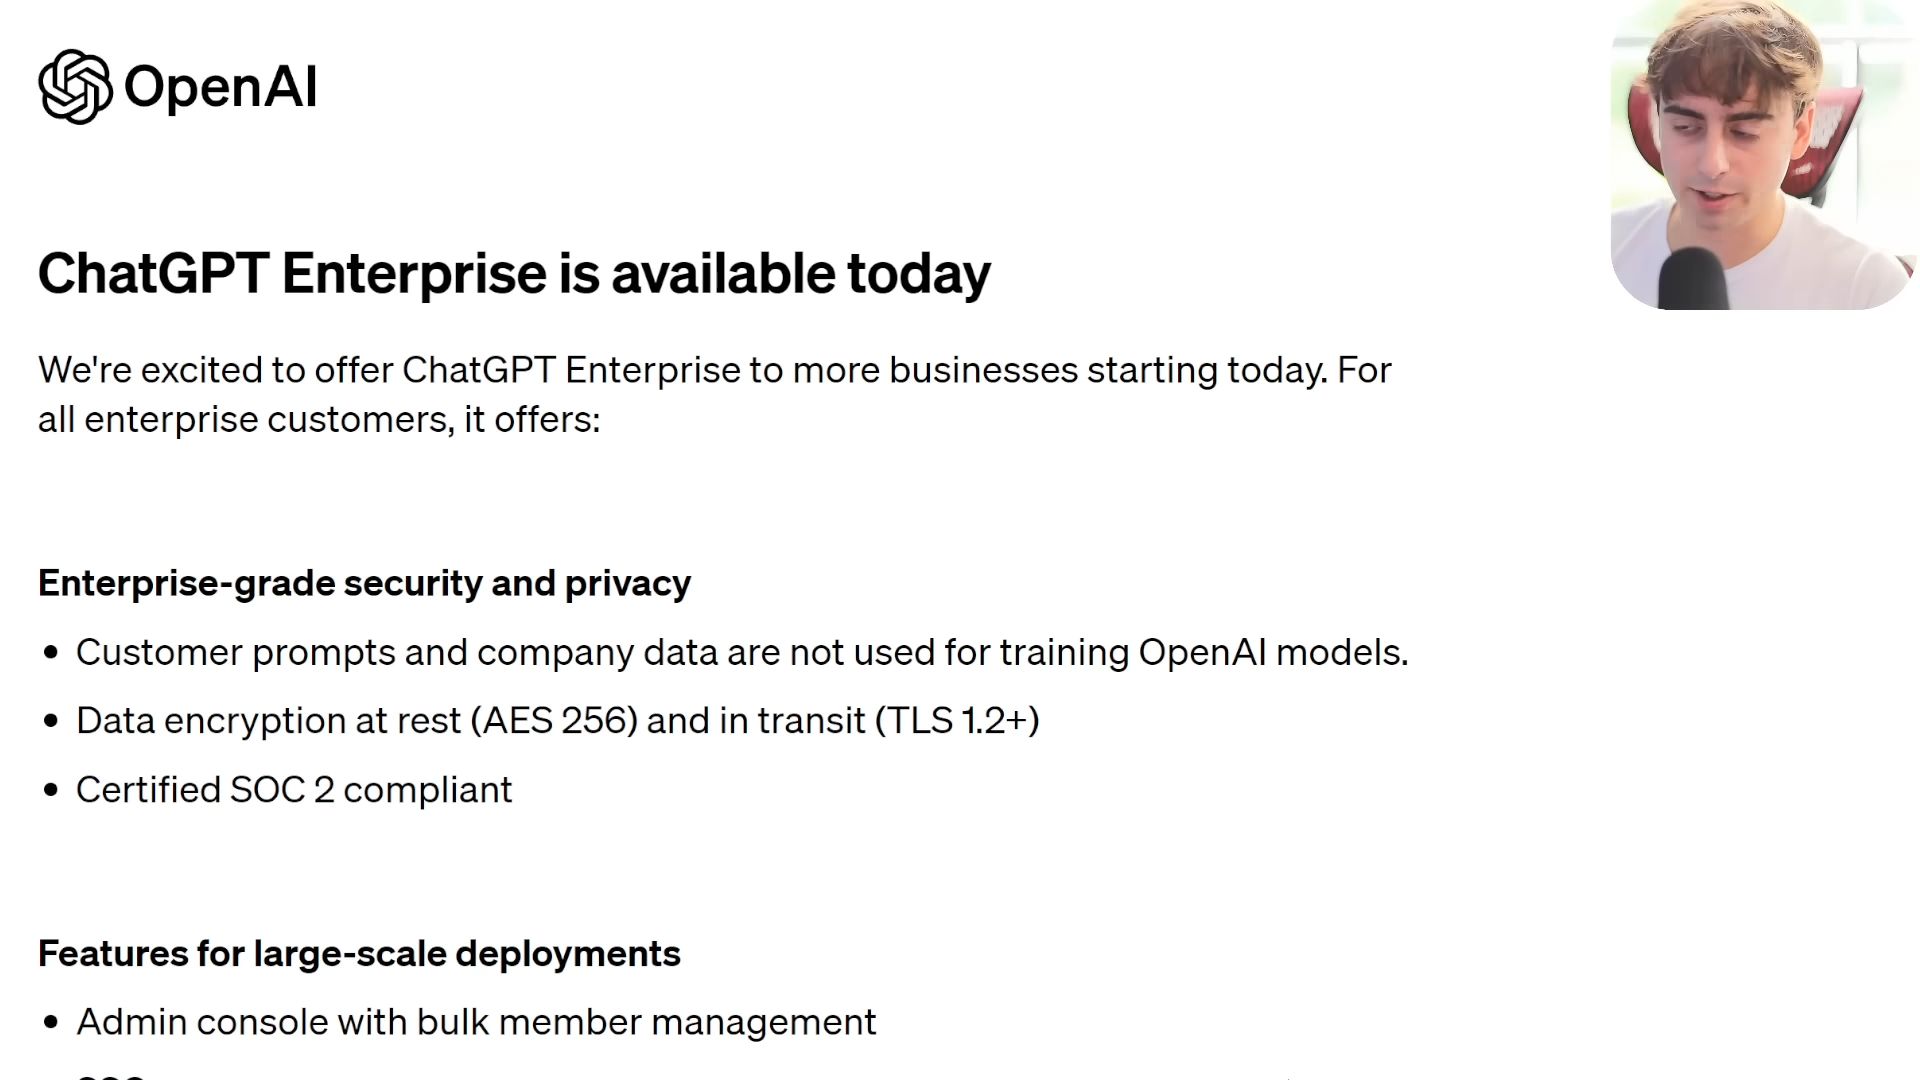 OpenAI
ChatGPT Enterprise is available today
We're excited to offer ChatGPT Enterprise to more businesses starting today. For
all enterprise customers, it offers:
Enterprise-grade security and privacy
• Customer prompts and company data are not used for training OpenAI models.
• Data encryption at rest (AES 256) and in transit (TLS 1.2+)
• Certified SOC 2 compliant
Features for large-scale deployments
• Admin console with bulk member management